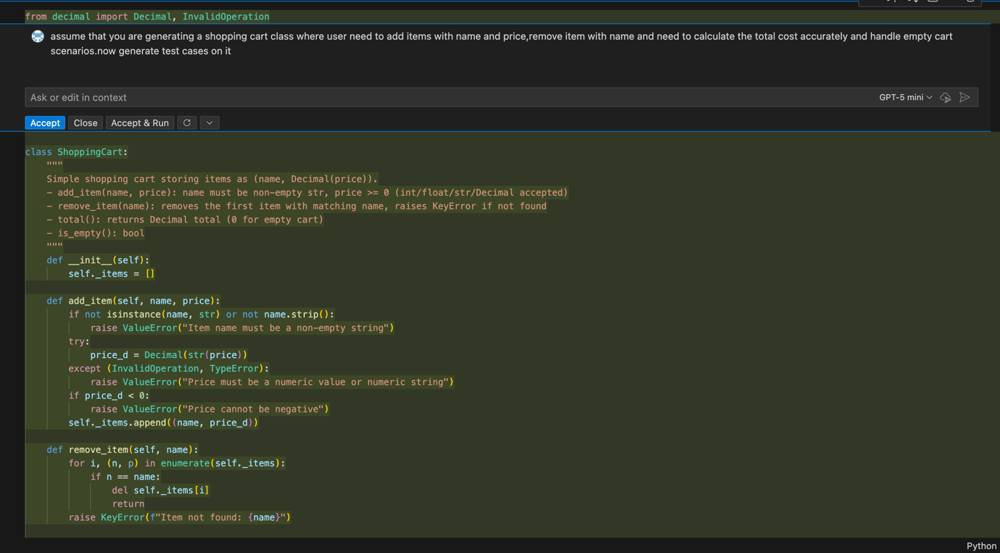 from decimal import Decimal, InvalidOperation
assume that you are generating a shopping cart class where user need to add items with name and price,remove item with name and need to calculate the total cost accurately and handle empty cart
scenarios.now generate test cases on it
Ask or edit in context
GPT-5 mini
Accept
Close
Accept & Run
class ShoppingCart:
    """
    Simple shopping cart storing items as (name, Decimal(price)).
    - add_item(name, price): name must be non-empty str, price >= 0 (int/float/str/Decimal accepted)
    - remove_item(name): removes the first item with matching name, raises KeyError if not found
    - total(): returns Decimal total (0 for empty cart)
    - is_empty(): bool
    """
    def __init__(self):
        self._items = []
    def add_item(self, name, price):
        if not isinstance(name, str) or not name.strip():
            raise ValueError("Item name must be a non-empty string")
        try:
            price_d = Decimal(str(price))
        except (InvalidOperation, TypeError):
            raise ValueError("Price must be a numeric value or numeric string")
        if price_d < 0:
            raise ValueError("Price cannot be negative")
        self._items.append((name, price_d))
    def remove_item(self, name):
        for i, (n, p) in enumerate(self._items):
            if n == name:
                del self._items[i]
                return
        raise KeyError(f"Item not found: {name}")
Python